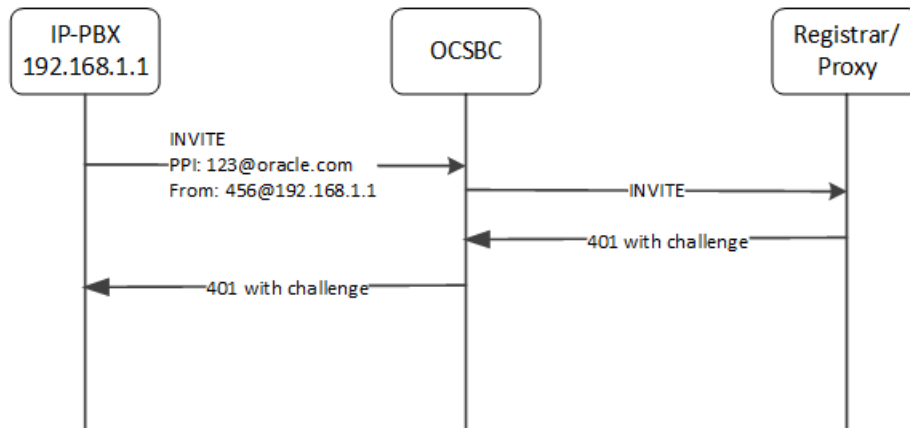 IP-PBX
192.168.1.1
OCSBC
Registrar/
Proxy
INVITE
PPI: 123@oracle.com
From: 456@192.168.1.1
INVITE
401 with challenge
401 with challenge